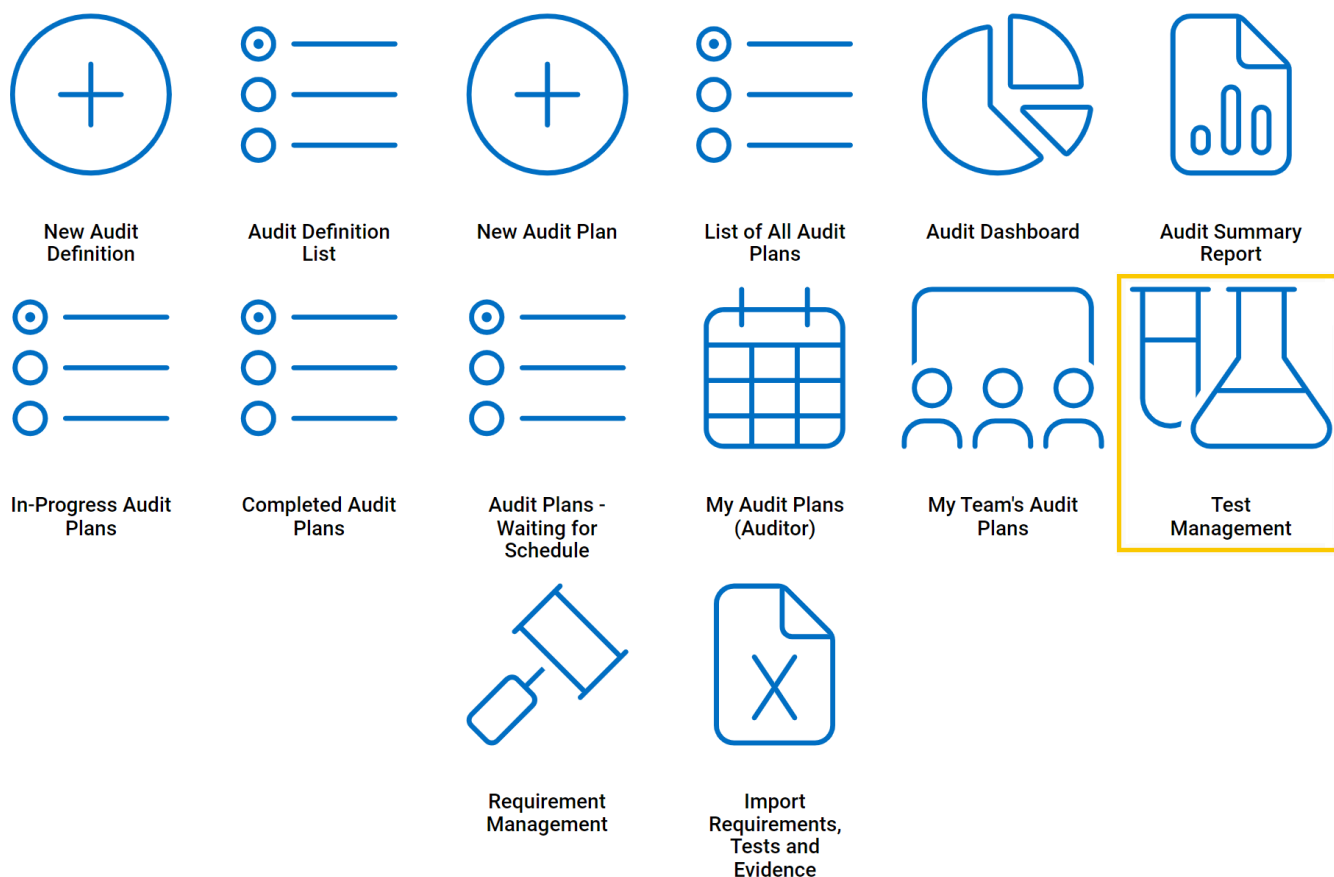 New Audit
Definition
Audit Definition
List
New Audit Plan
List of All Audit
Plans
Audit Dashboard
Audit Summary
Report
In-Progress Audit
Plans
Completed Audit
Plans
Audit Plans -
Waiting for
Schedule
My Audit Plans
(Auditor)
My Team's Audit
Plans
Test
Management
Requirement
Management
Import
Requirements,
Tests and
Evidence